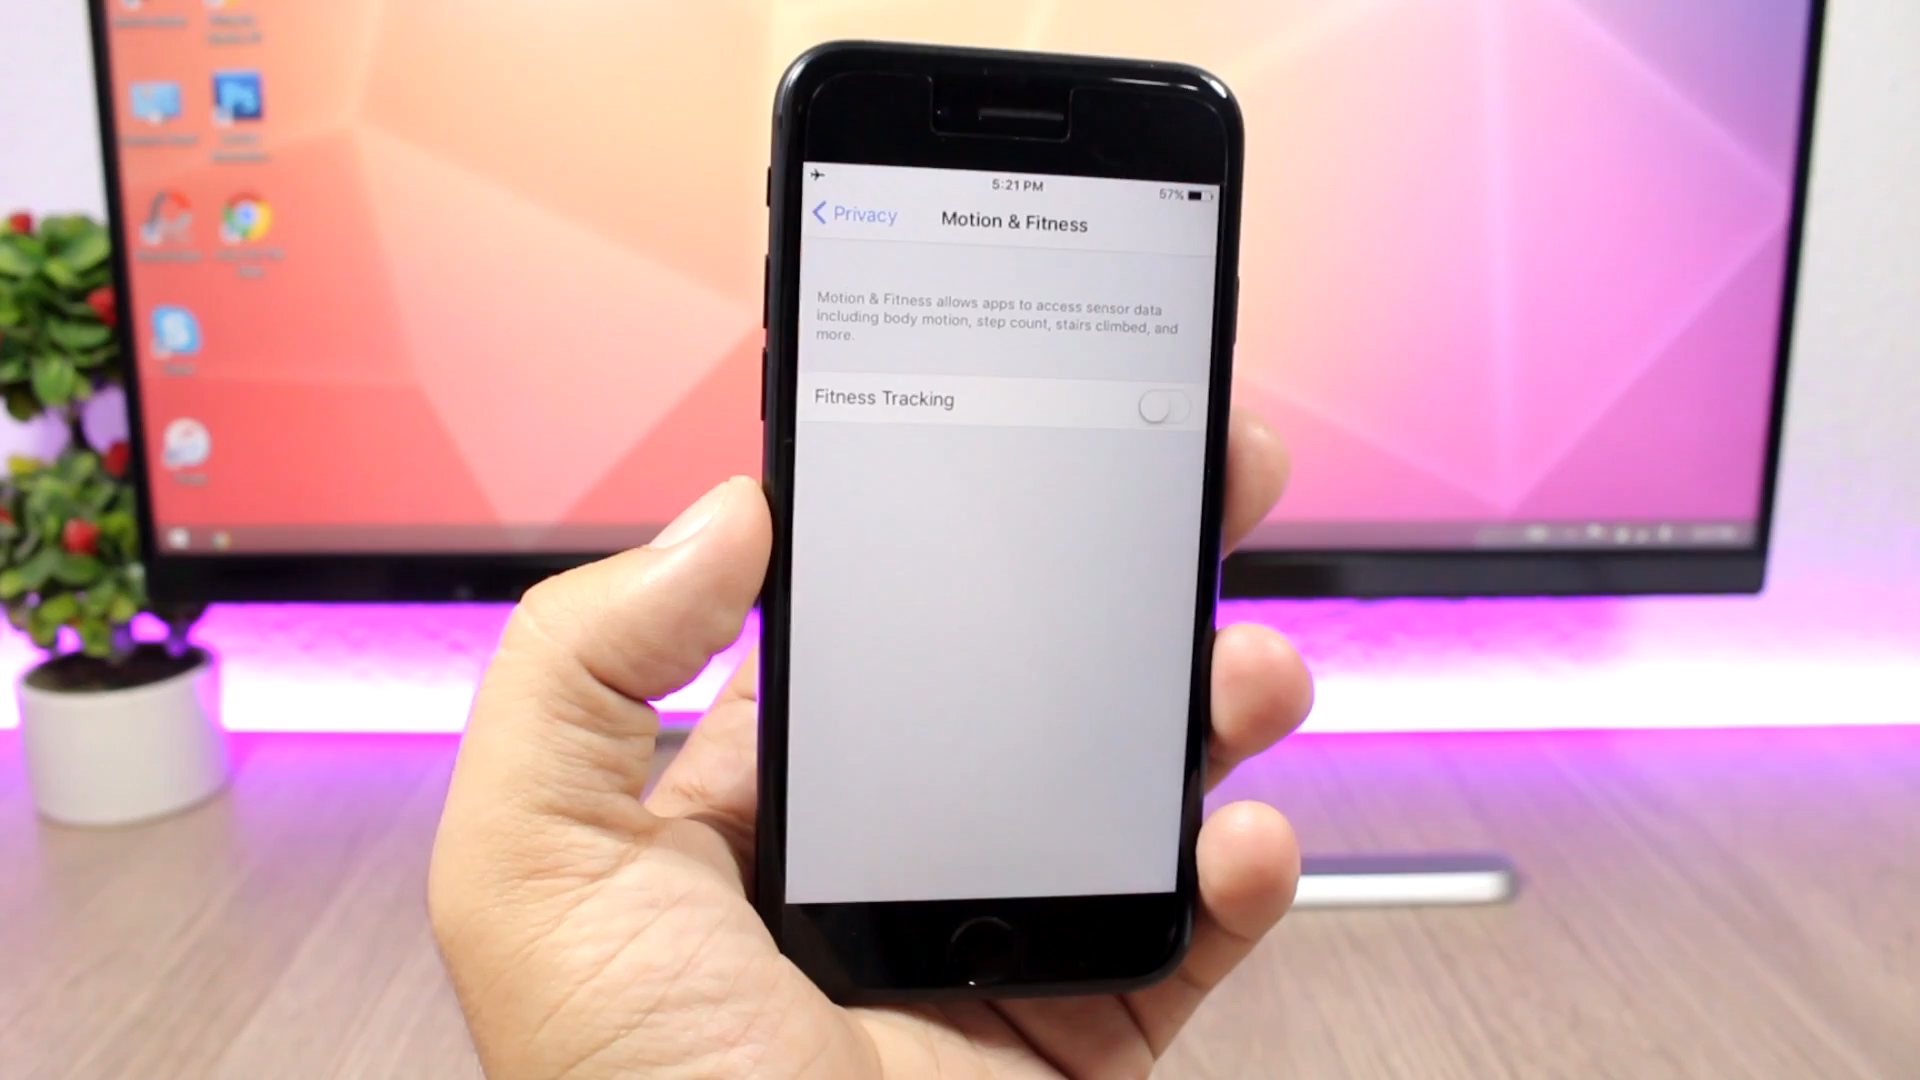 5:21 PM
57%
Privacy
Motion & Fitness
Motion & Fitness allows apps to access sensor data
including body motion, step count, stairs climbed, and
more.
Fitness Tracking
Ps
S